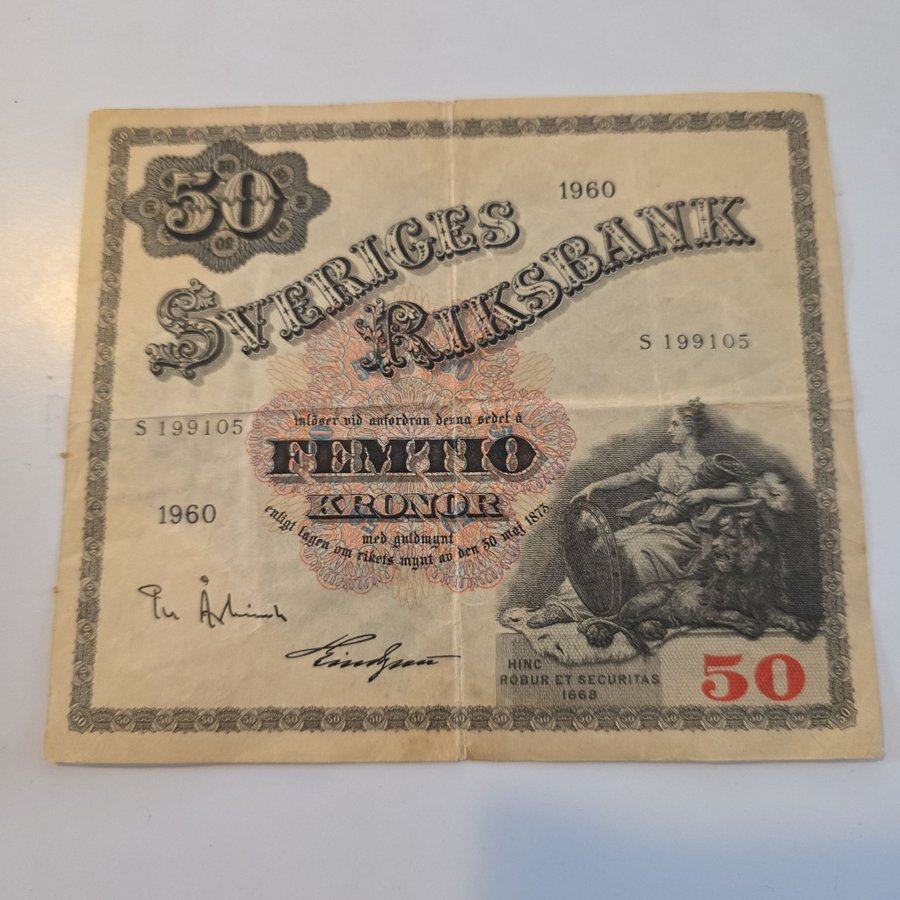 50
1960
SVERIGES
RIKSBANK
S 199105
inlöser vid anfordran denna sedel å
S 199105
FEMTIO
KRONOR
1960
med guldmynt
enligt lagen om rikets mynt av den 30 maj 1873
Lindgren
HINC
ROBUR ET SECURITAS
1668
50